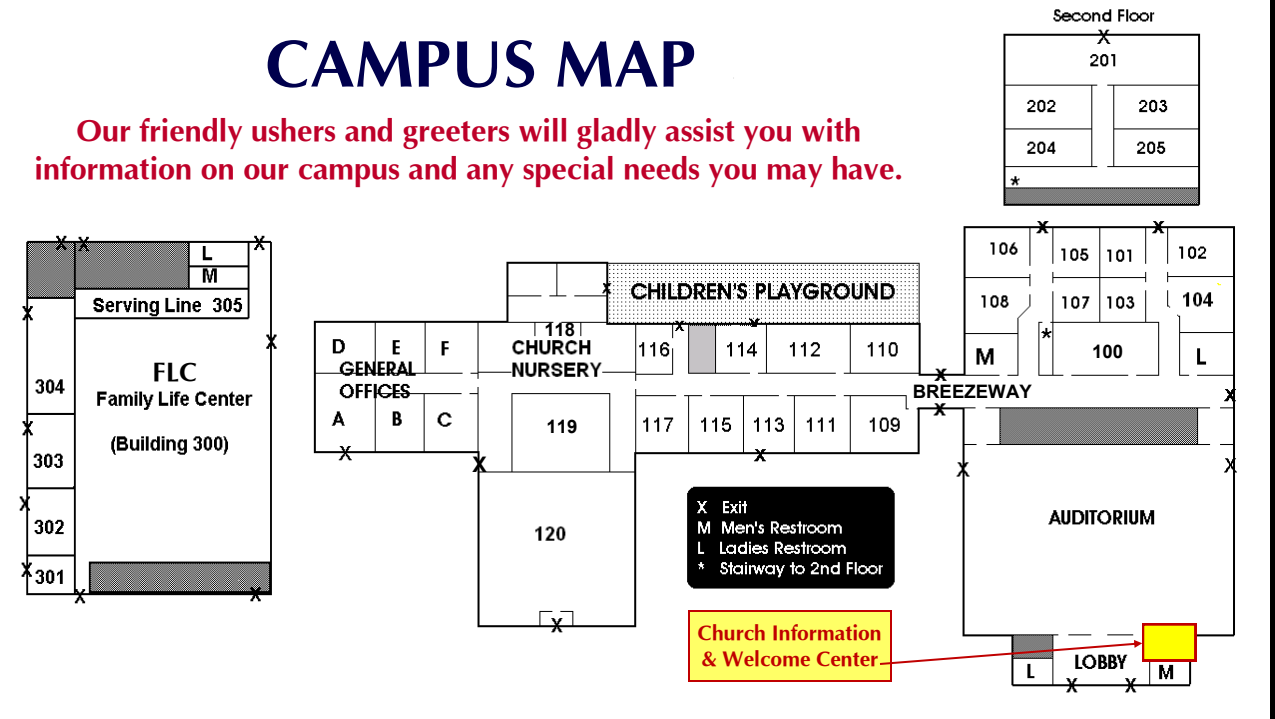 CAMPUS MAP
Our friendly ushers and greeters will gladly assist you with
information on our campus and any special needs you may have.
Second Floor
X
201
202 203
204 205
*
X X X
L
M
Serving Line 305
X
X
FLC
Family Life Center
304
(Building 300)
X
303
X
302
X 301
X X
X
CHILDREN'S PLAYGROUND
X X
D E F
118
CHURCH
NURSERY
116 114 112 110
GENERAL
OFFICES
A B C
119
117 115 113 111 109
X X X
120
X
X X
106 105 101 102
108 107 103 104
*
M 100 L
X
BREEZEWAY
X X
X X
AUDITORIUM
X Exit
M Men's Restroom
L Ladies Restroom
* Stairway to 2nd Floor
Church Information
& Welcome Center
LOBBY
L M
X X